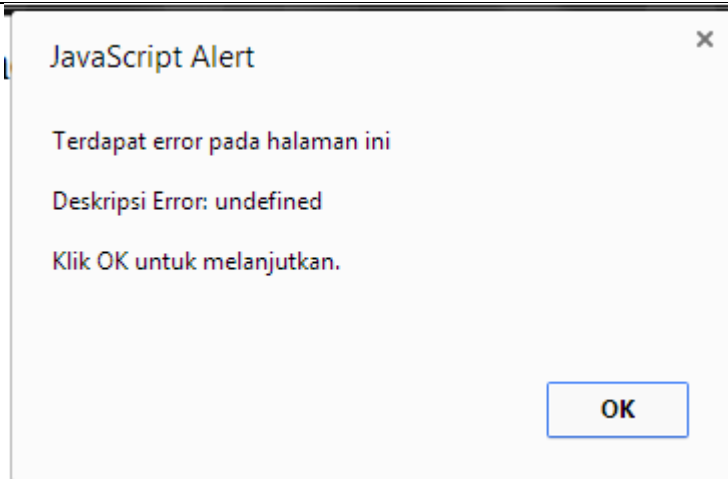 JavaScript Alert
Terdapat error pada halaman ini
Deskripsi Error: undefined
Klik OK untuk melanjutkan.
OK